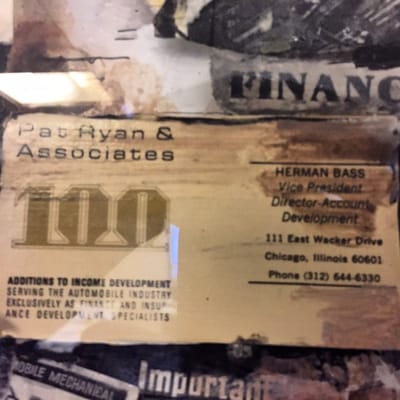 FINANC
Pat Ryan &
Associates
HERMAN BASS
Vice President
Director-Account
Development
111 East Wacker Drive
Chicago, Illinois 60601
Phone (312) 644-6330
ADDITIONS TO INCOME DEVELOPMENT
SERVING THE AUTOMOBILE INDUSTRY
EXCLUSIVELY AS FINANCE AND INSUR-
ANCE DEVELOPMENT SPECIALISTS
OBILE MECHANICAL
Important